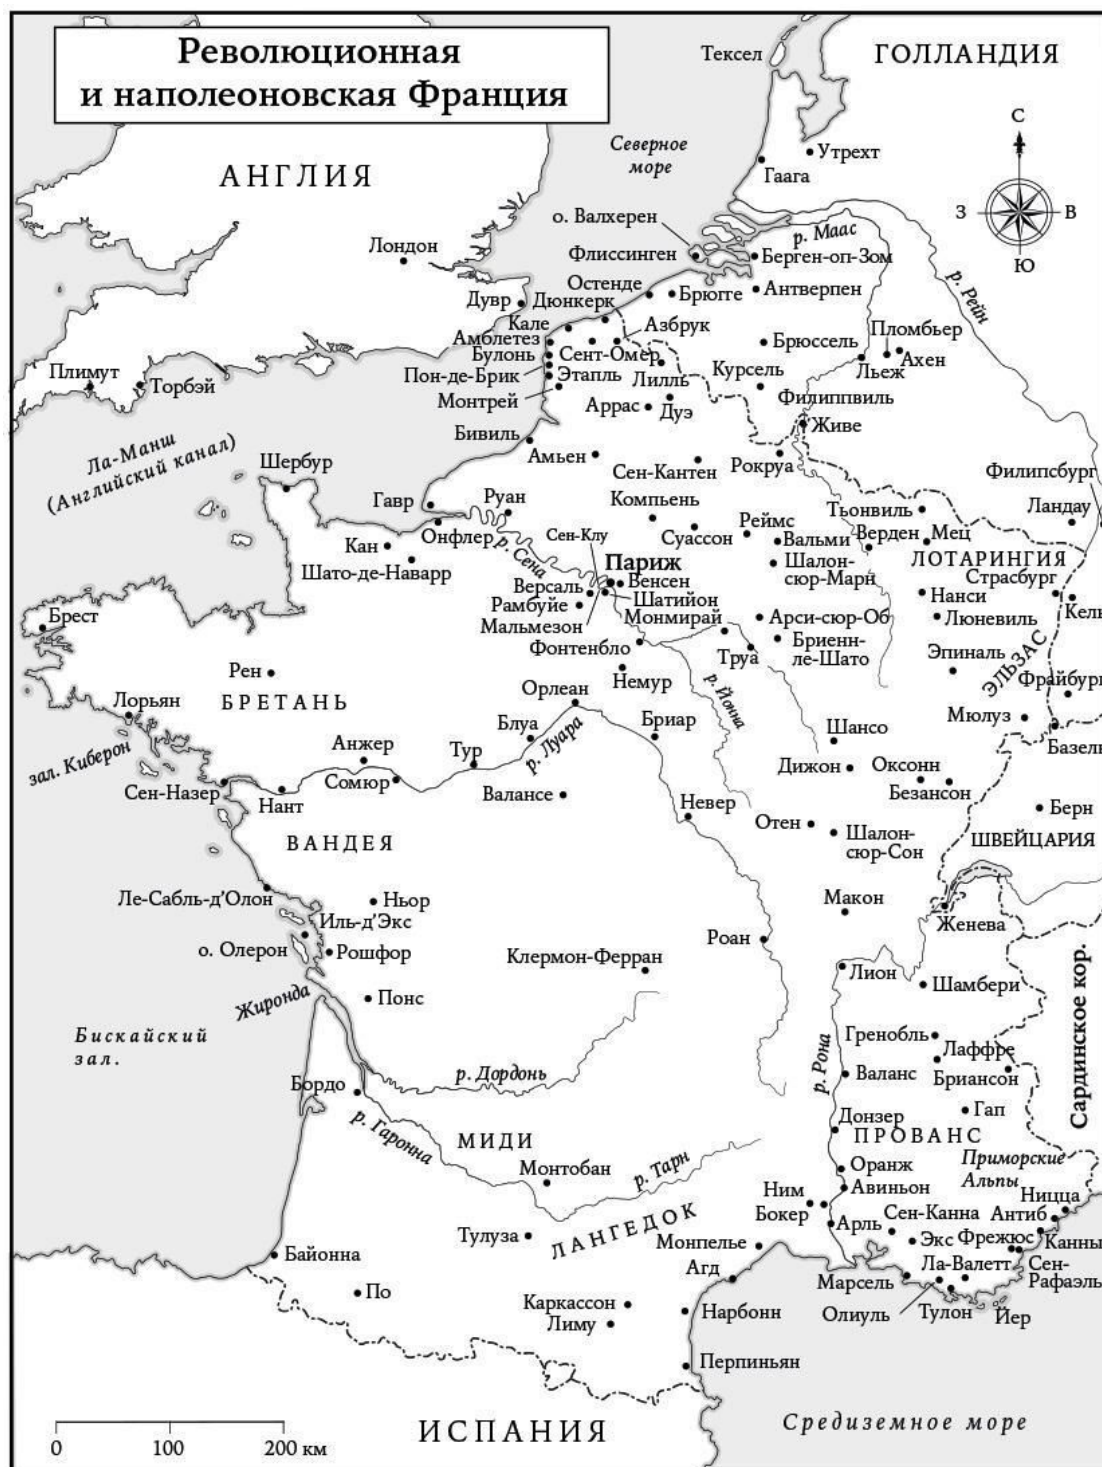 Революционная
и наполеоновская Франция
Тексел
ГОЛЛАНДИЯ
Северное
море
С
З
В
Ю
АНГЛИЯ
Утрехт
Гаага
о. Валхерен
р. Маас
Лондон
Флиссинген
Берген-оп-Зом
р. Рейн
Остенде
Брюгге
Антверпен
Дувр
Дюнкерк
Кале
Азбрук
Амблетез
Брюссель
Пломбьер
Ахен
Булонь
Сент-Омер
Льеж
Плимут
Торбэй
Пон-де-Брик
Этапль
Лилль
Курсель
Монтрей
Аррас
Дуэ
Филиппвиль
Живе
Бивиль
Ла-Манш
(Английский канал)
Амьен
Сен-Кантен
Рокруа
Шербур
Филипсбург
Гавр
Руан
Компьень
Тьонвиль
Ландау
Онфлер
р. Сена
Сен-Клу
Суассон
Реймс
Вальми
Верден
Мец
Кан
Шато-де-Наварр
Париж
Шалон-
сюр-Марн
ЛОТАРИНГИЯ
Версаль
Венсен
Страсбург
Рамбуйе
Шатийон
Нанси
Кель
Мальмезон
Монмирай
Арси-сюр-Об
Люневиль
Брест
Фонтенбло
Труа
Бриенн-
ле-Шато
Эпиналь
ЭЛЬЗАС
Рен
Немур
р. Йонна
Фрайбург
БРЕТАНЬ
Орлеан
Лорьян
Блуа
р. Луара
Бриар
Шансо
Мюлуз
зал. Киберон
Анжер
Тур
Базель
Сен-Назер
Нант
Сомюр
Валансе
Дижон
Оксонн
Безансон
Невер
Отен
Берн
ВАНДЕЯ
Шалон-
сюр-Сон
ШВЕЙЦАРИЯ
Ле-Сабль-д'Олон
Ньор
Макон
Женева
Иль-д'Экс
о. Олерон
Рошфор
Клермон-Ферран
Роан
Лион
Шамбери
Жиронда
Понс
Бискайский
зал.
Гренобль
Лаффре
р. Дордонь
р. Рона
Валанс
Бриансон
Сардинское кор.
Бордо
Гап
р. Гаронна
МИДИ
Донзер
ПРОВАНС
Монтобан
р. Тарн
Оранж
Приморские
Альпы
Ним
Авиньон
Ницца
Бокер
Сен-Канна
Антиб
Тулуза
ЛАНГЕДОК
Арль
Экс
Фрежюс
Канны
Байонна
Монпелье
Ла-Валетт
Сен-
Рафаэль
По
Агд
Марсель
Олиуль
Тулон
Йер
Каркассон
Лиму
Нарбонн
Перпиньян
ИСПАНИЯ
Средиземное море
0
100
200 км